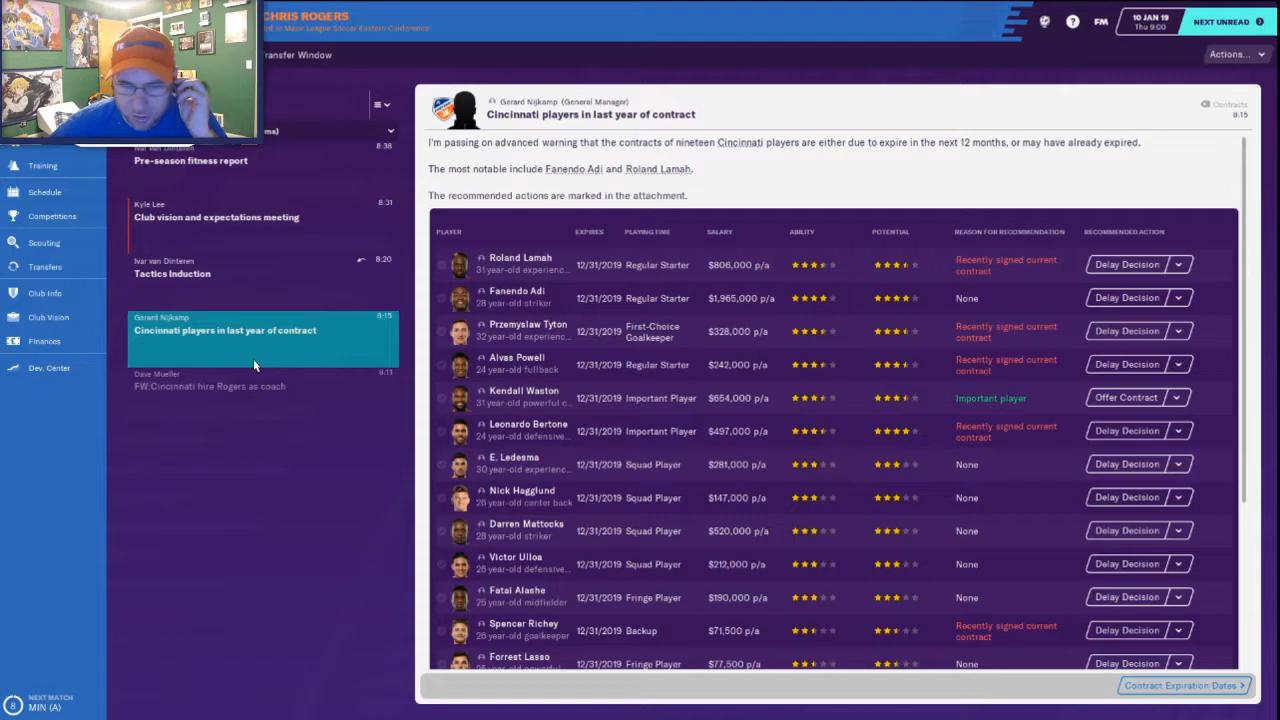 CHRIS ROGERS
in Major League Soccer Eastern Conference
FM
10 JAN 19
Thu 9:00
NEXT UNREAD
ransfer Window
Actions...
Training
Schedule
Competitions
Scouting
Transfers
Club Info
Club Vision
Finances
Dev. Center
NEXT MATCH
8
MIN (A)
ms)
Ivar van Dinteren
8:38
Pre-season fitness report
Kyle Lee
8:31
Club vision and expectations meeting
Ivar van Dinteren
8:20
Tactics Induction
Gerard Nijkamp
8:15
Cincinnati players in last year of contract
Dave Mueller
8:11
FW:Cincinnati hire Rogers as coach
Gerard Nijkamp (General Manager)
Cincinnati players in last year of contract
Contracts
8.15
I'm passing on advanced warning that the contracts of nineteen Cincinnati players are either due to expire in the next 12 months, or may have already expired.
The most notable include Fanendo Adi and Roland Lamah.
The recommended actions are marked in the attachment.
PLAYER EXPIRES PLAYING TIME SALARY ABILITY POTENTIAL REASON FOR RECOMMENDATION RECOMMENDED ACTION
Roland Lamah
31 year-old experienc...
12/31/2019 Regular Starter $806,000 p/a
Recently signed current
contract
Delay Decision
Fanendo Adi
28 year-old striker
12/31/2019 Regular Starter $1,965,000 p/a
None
Delay Decision
Przemyslaw Tyton
32 year-old experienc...
12/31/2019 First-Choice
Goalkeeper
$328,000 p/a
Recently signed current
contract
Delay Decision
Alvas Powell
24 year-old fullback
12/31/2019 Regular Starter $242,000 p/a
Recently signed current
contract
Delay Decision
Kendall Waston
31 year-old powerful c...
12/31/2019 Important Player $654,000 p/a
Important player
Offer Contract
Leonardo Bertone
24 year-old defensive...
12/31/2019 Important Player $497,000 p/a
Recently signed current
contract
Delay Decision
E. Ledesma
30 year-old experienc...
12/31/2019 Squad Player $281,000 p/a
None
Delay Decision
Nick Hagglund
26 year-old center back
12/31/2019 Squad Player $147,000 p/a
None
Delay Decision
Darren Mattocks
28 year-old striker
12/31/2019 Squad Player $520,000 p/a
None
Delay Decision
Victor Ulloa
26 year-old defensive...
12/31/2019 Squad Player $212,000 p/a
None
Delay Decision
Fatai Alashe
25 year-old midfielder
12/31/2019 Fringe Player $190,000 p/a
None
Delay Decision
Spencer Richey
26 year-old goalkeeper
12/31/2019 Backup $71,500 p/a
Recently signed current
contract
Delay Decision
Forrest Lasso
25 year-old powerful
12/31/2019 Fringe Player $77,500 p/a
None
Delay Decision
Contract Expiration Dates